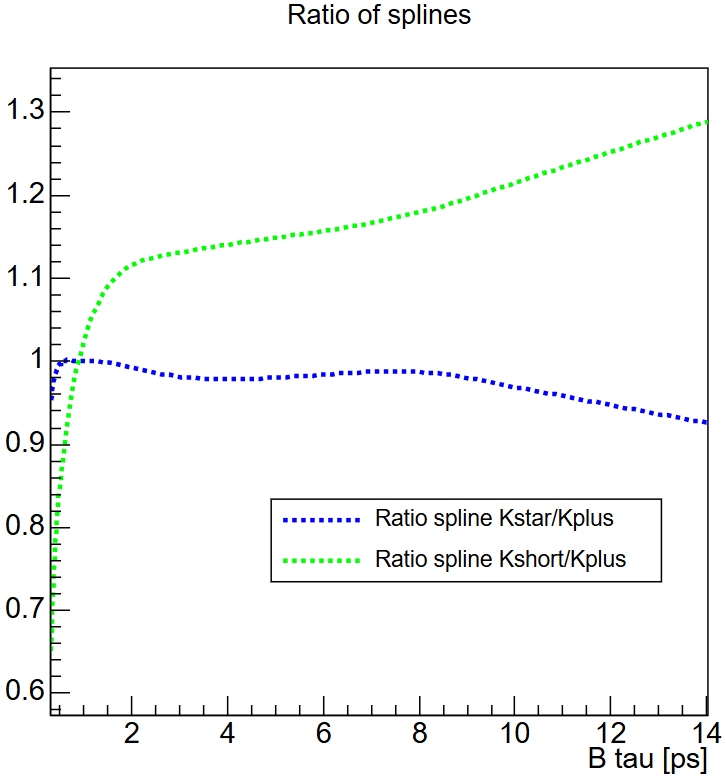 Ratio of splines
1.3
1.2
1.1
1
0.9
0.8
0.7
0.6
Ratio spline Kstar/Kplus
Ratio spline Kshort/Kplus
2 4 6 8 10 12 14
B tau [ps]